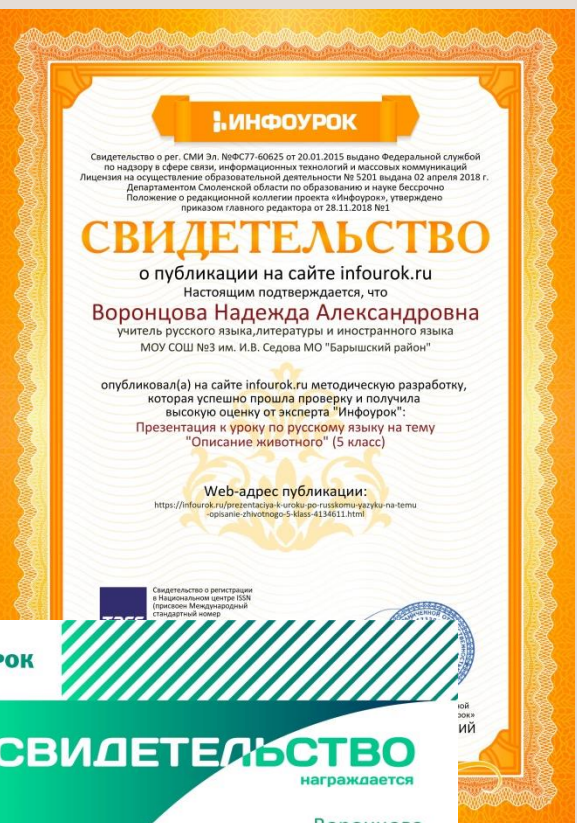 ИНФОУРОК
Свидетельство о рег. СМИ Эл. №ФС77-60625 от 20.01.2015 выдано Федеральной службой
по надзору в сфере связи, информационных технологий и массовых коммуникаций
Лицензия на осуществление образовательной деятельности № 5201 выдана 02 апреля 2018 г.
Департаментом Смоленской области по образованию и науке бессрочно
Положение о редакционной коллегии проекта «Инфоурок», утверждено
приказом главного редактора от 28.11.2018 №1
СВИДЕТЕЛЬСТВО
о публикации на сайте infourok.ru
Настоящим подтверждается, что
Воронцова Надежда Александровна
учитель русского языка,литературы и иностранного языка
МОУ СОШ №3 им. И.В. Седова МО "Барышский район"
опубликовал(а) на сайте infourok.ru методическую разработку,
которая успешно прошла проверку и получила
высокую оценку от эксперта "Инфоурок":
Презентация к уроку по русскому языку на тему
"Описание животного" (5 класс)
Web-адрес публикации:
https://infourok.ru/prezentaciya-k-uroku-po-russkomu-yazyku-na-temu
-opisanie-zhivotnogo-5-klass-4134611.html
Свидетельство о регистрации
в Национальном центре ISSN
(присвоен Международный
стандартный номер
СВИДЕТЕЛЬСТВО
награждается